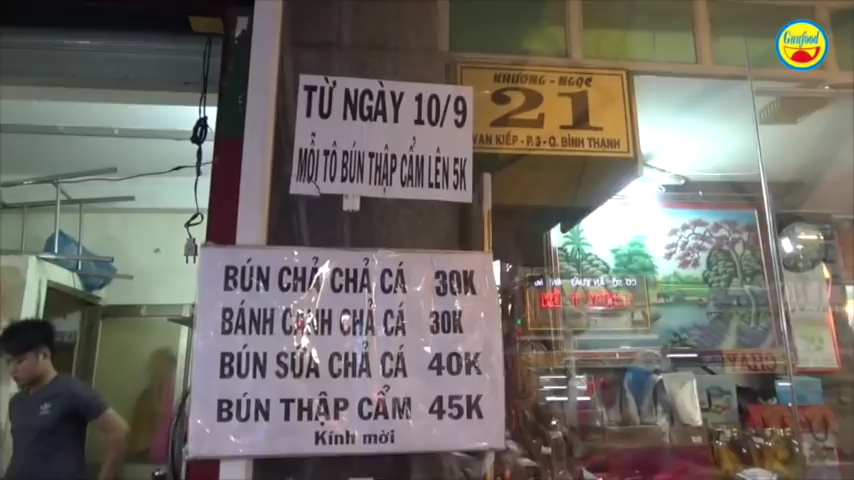 Gunfood
KHƯƠNG - NGỌC
21
VẠN KIẾP - P.3 - Q. BÌNH THẠNH
TỪ NGÀY 10/9
MỖI TÔ BÚN THẬP CẨM LÊN 5K
BÚN CHẢ CHẢ CÁ 30K
BÁNH CANH CHẢ CÁ 30K
BÚN SỨA CHẢ CÁ 40K
BÚN THẬP CẨM 45K
Kính mời